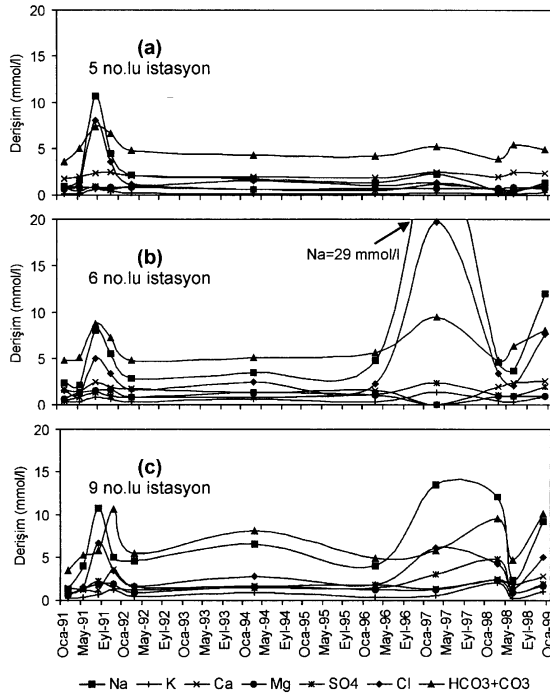 20
15
10
5
0
Derişim (mmol/l)
(a)
5 no.lu istasyon
20
15
10
5
0
Derişim (mmol/l)
(b)
6 no.lu istasyon
Na=29 mmol/l
20
15
10
5
0
Derişim (mmol/l)
(c)
9 no.lu istasyon
Oca-91
May-91
Eyl-91
Oca-92
May-92
Eyl-92
Oca-93
May-93
Eyl-93
Oca-94
May-94
Eyl-94
Oca-95
May-95
Eyl-95
Oca-96
May-96
Eyl-96
Oca-97
May-97
Eyl-97
Oca-98
May-98
Eyl-98
Oca-99
Na K Ca Mg SO4 Cl HCO3+CO3